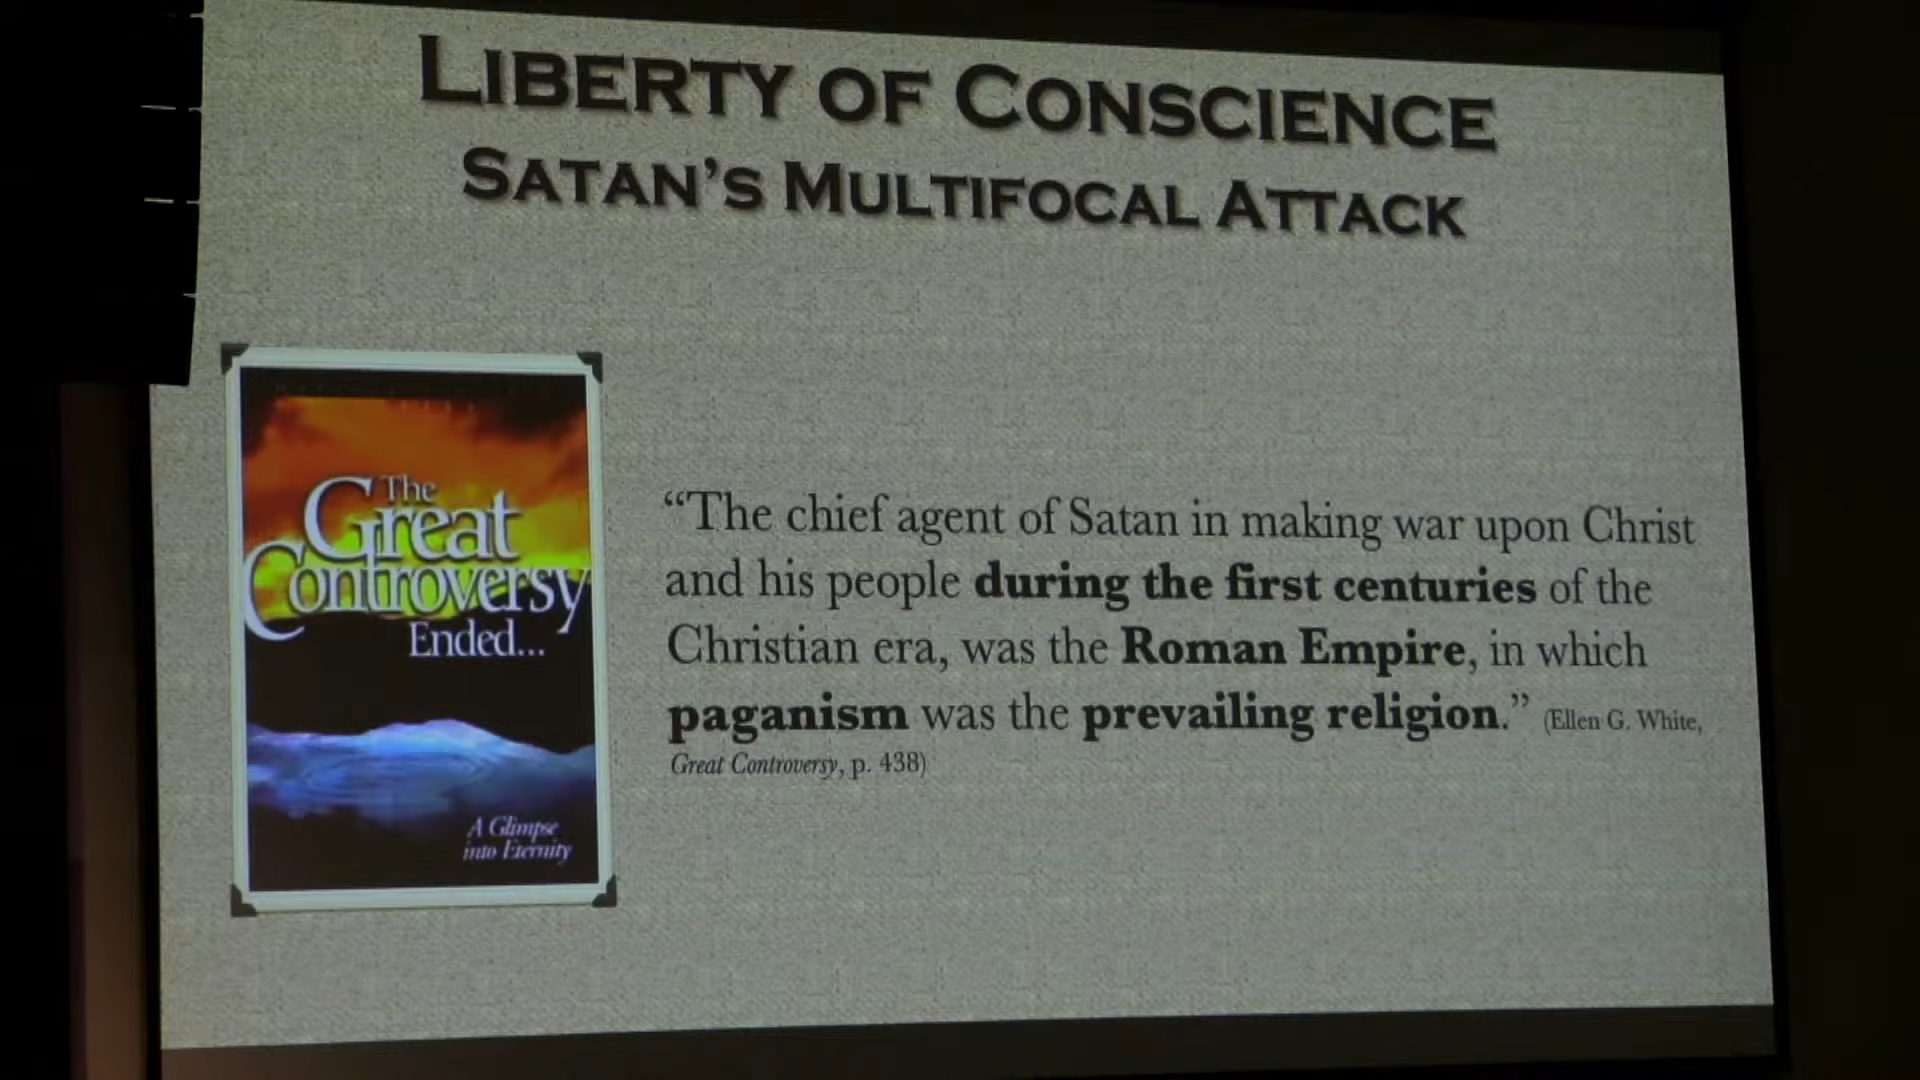 LIBERTY OF CONSCIENCE
SATAN'S MULTIFOCAL ATTACK
The
Great
Controversy
Ended...
A Glimpse
into Eternity
“The chief agent of Satan in making war upon Christ
and his people during the first centuries of the
Christian era, was the Roman Empire, in which
paganism was the prevailing religion.” (Ellen G. White,
Great Controversy, p. 438)